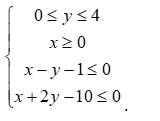 0 ≤ y ≤ 4
x ≥ 0
x − y − 1 ≤ 0
x + 2y − 10 ≤ 0 .